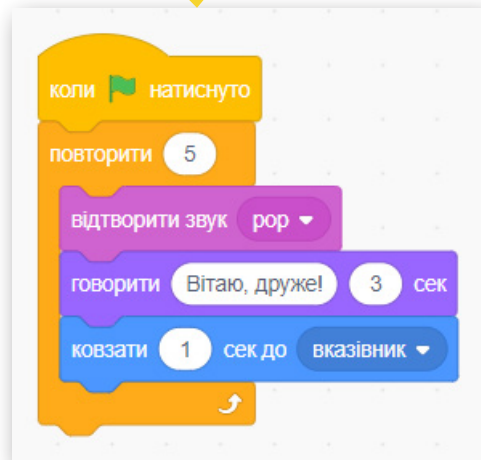 коли натиснуто
повторити 5
відтворити звук pop
говорити Вітаю, друже! 3 сек
ковзати 1 сек до вказівник